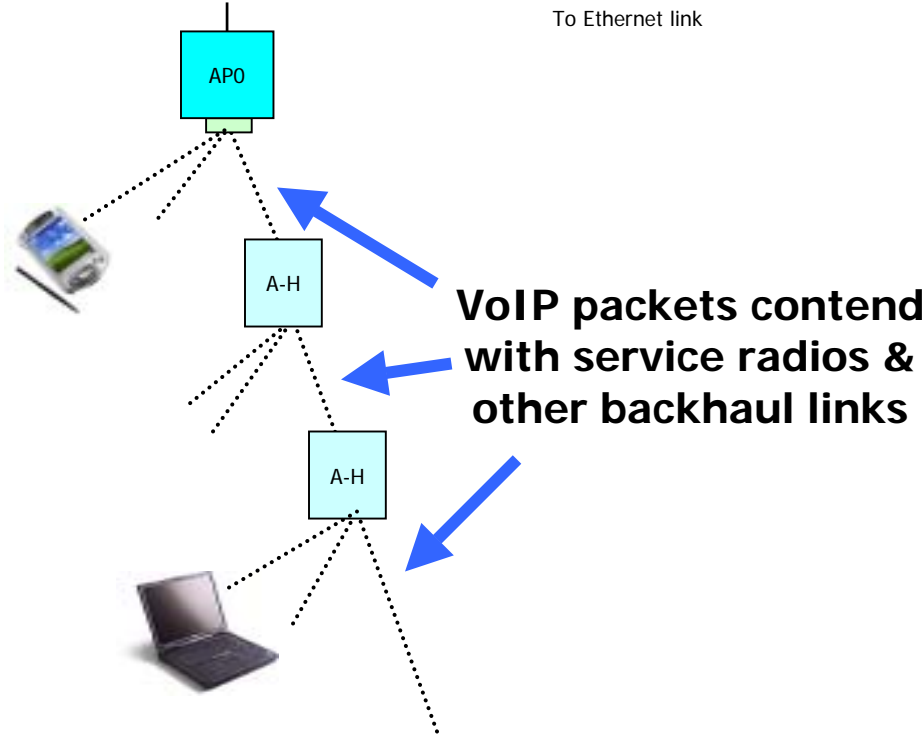 To Ethernet link
AP0
A-H
VoIP packets contend
with service radios &
other backhaul links
A-H